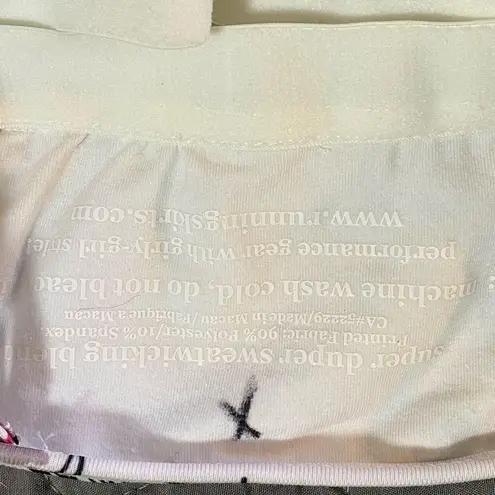 super duper sweatwicking blen
Printed Fabric; 90% Polyester/10% Spandex.
CA#52229/Made in Macau/Fabriqué a Macau
machine wash cold, do not bleac
performance gear with girly-girl style!
www.runningskirts.com
X